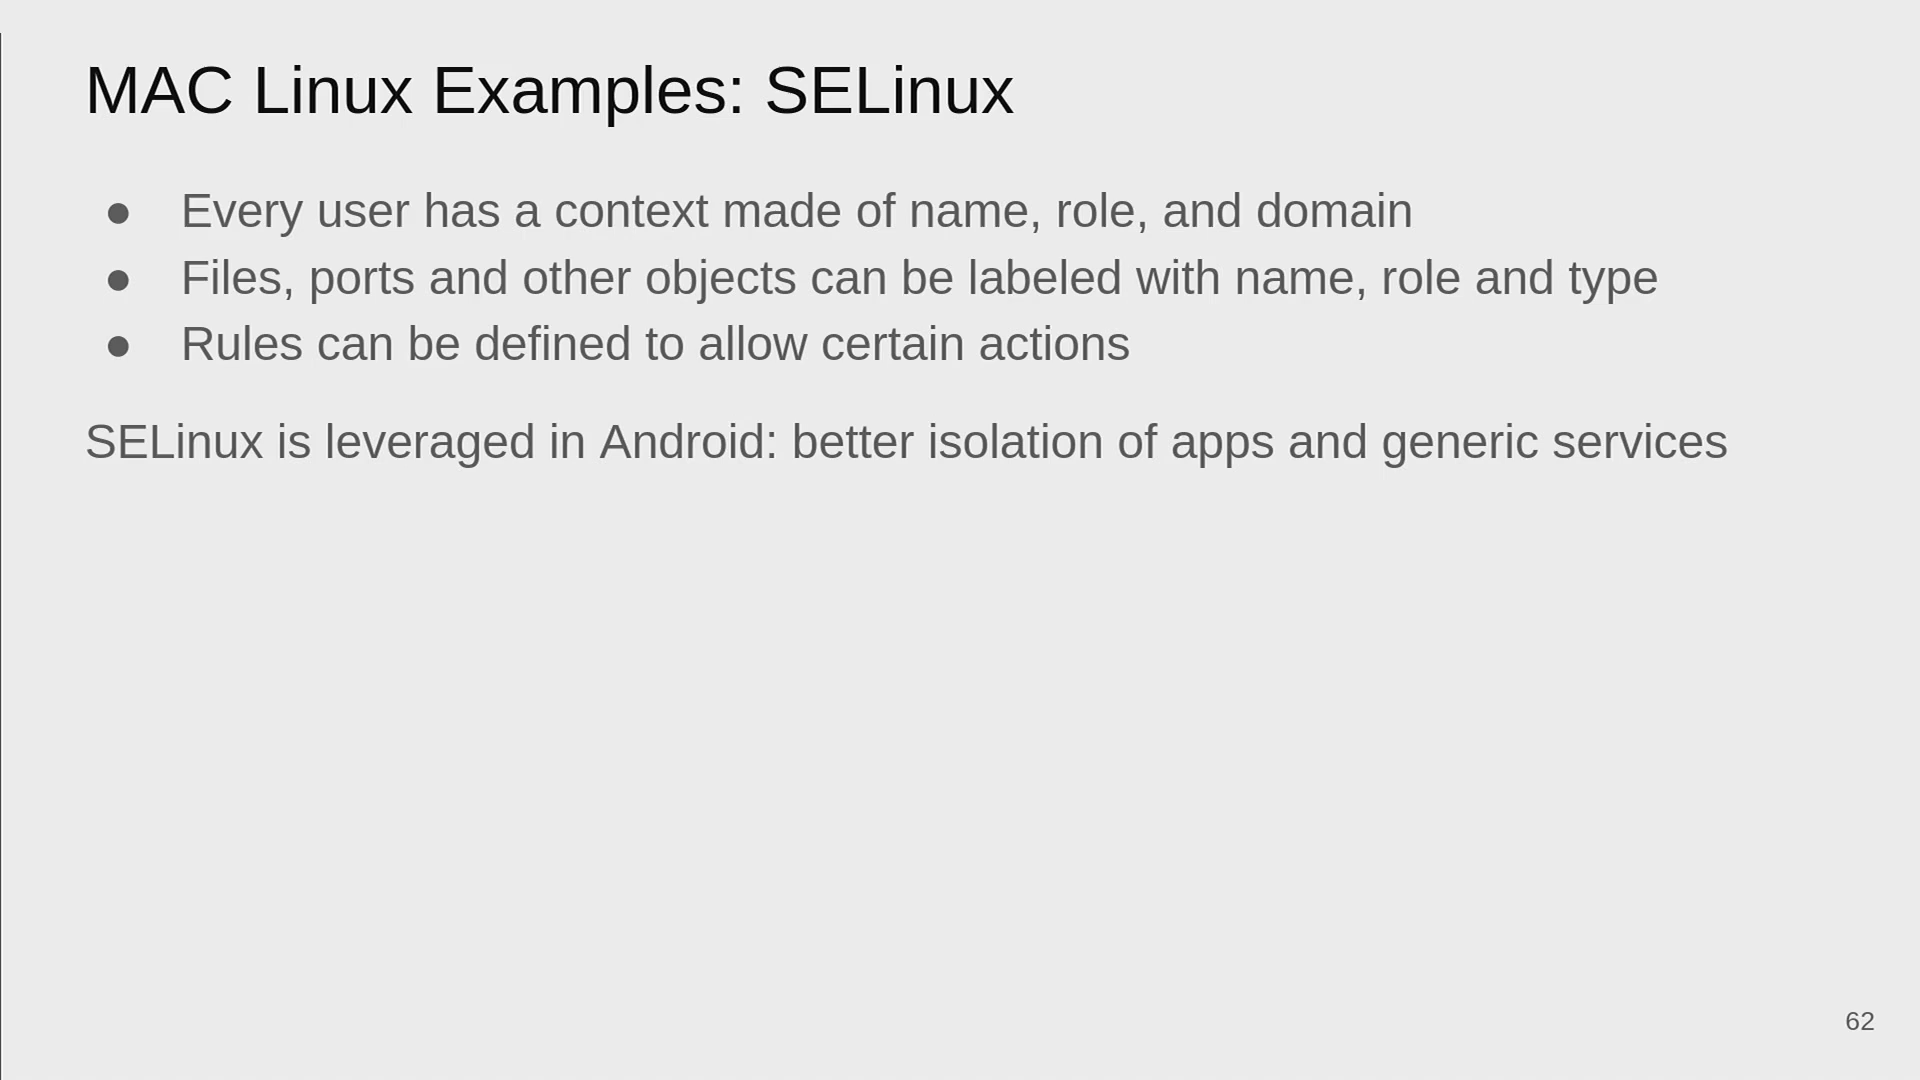 MAC Linux Examples: SELinux
● Every user has a context made of name, role, and domain
● Files, ports and other objects can be labeled with name, role and type
● Rules can be defined to allow certain actions
SELinux is leveraged in Android: better isolation of apps and generic services
62